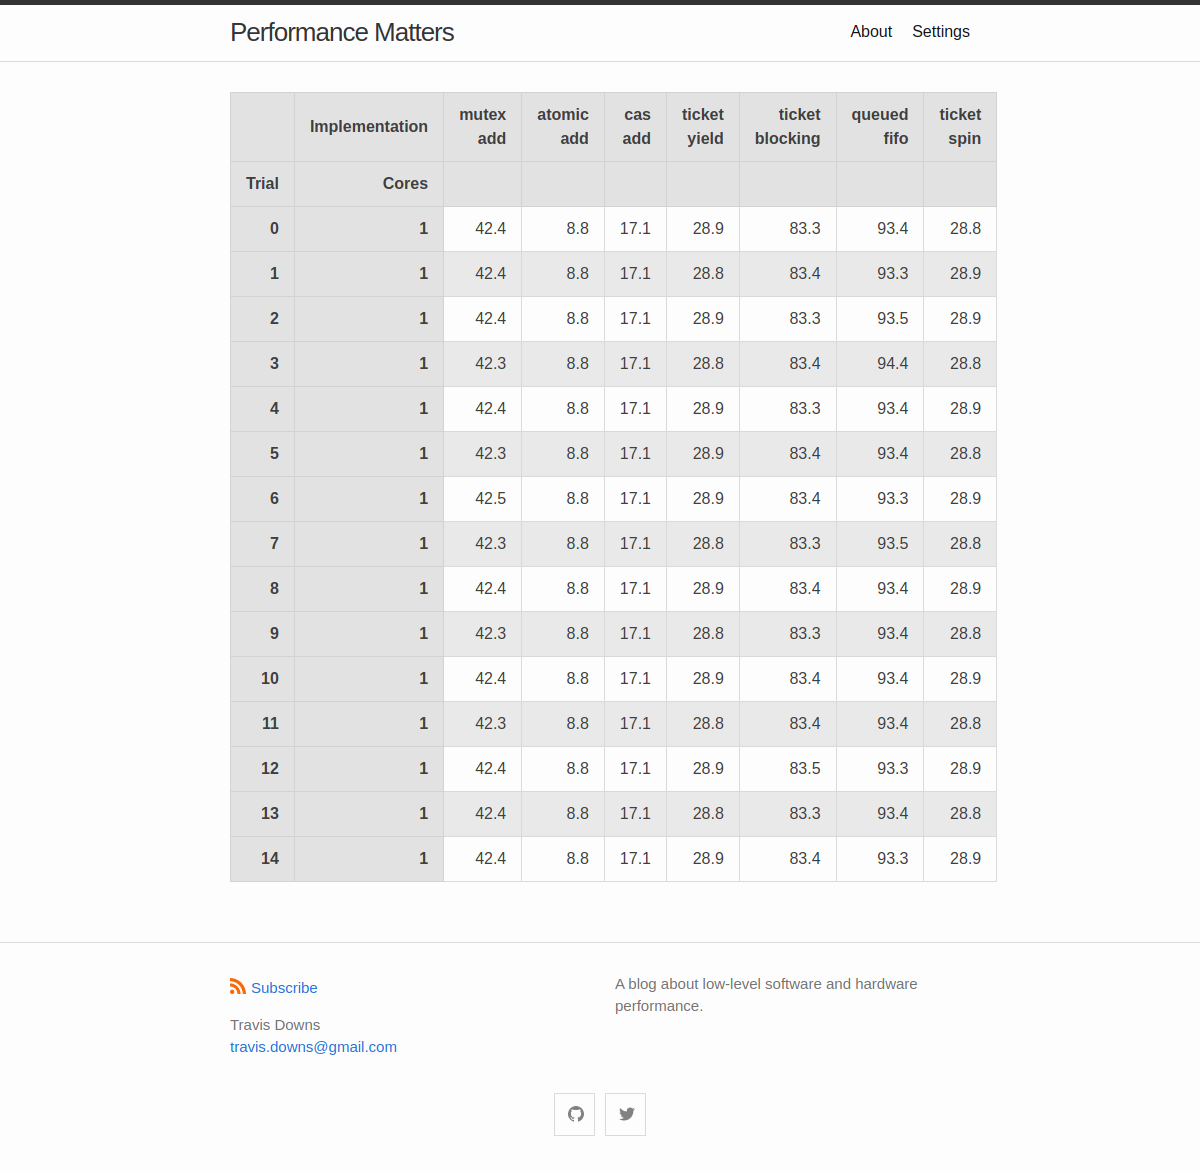 Performance Matters
About Settings
Implementation mutex add atomic add cas add ticket yield ticket blocking queued fifo ticket spin
Trial Cores
0 1 42.4 8.8 17.1 28.9 83.3 93.4 28.8
1 1 42.4 8.8 17.1 28.8 83.4 93.3 28.9
2 1 42.4 8.8 17.1 28.9 83.3 93.5 28.9
3 1 42.3 8.8 17.1 28.8 83.4 94.4 28.8
4 1 42.4 8.8 17.1 28.9 83.3 93.4 28.9
5 1 42.3 8.8 17.1 28.9 83.4 93.4 28.8
6 1 42.5 8.8 17.1 28.9 83.4 93.3 28.9
7 1 42.3 8.8 17.1 28.8 83.3 93.5 28.8
8 1 42.4 8.8 17.1 28.9 83.4 93.4 28.9
9 1 42.3 8.8 17.1 28.8 83.3 93.4 28.8
10 1 42.4 8.8 17.1 28.9 83.4 93.4 28.9
11 1 42.3 8.8 17.1 28.8 83.4 93.4 28.8
12 1 42.4 8.8 17.1 28.9 83.5 93.3 28.9
13 1 42.4 8.8 17.1 28.8 83.3 93.4 28.8
14 1 42.4 8.8 17.1 28.9 83.4 93.3 28.9
Subscribe
Travis Downs
travis.downs@gmail.com
A blog about low-level software and hardware
performance.